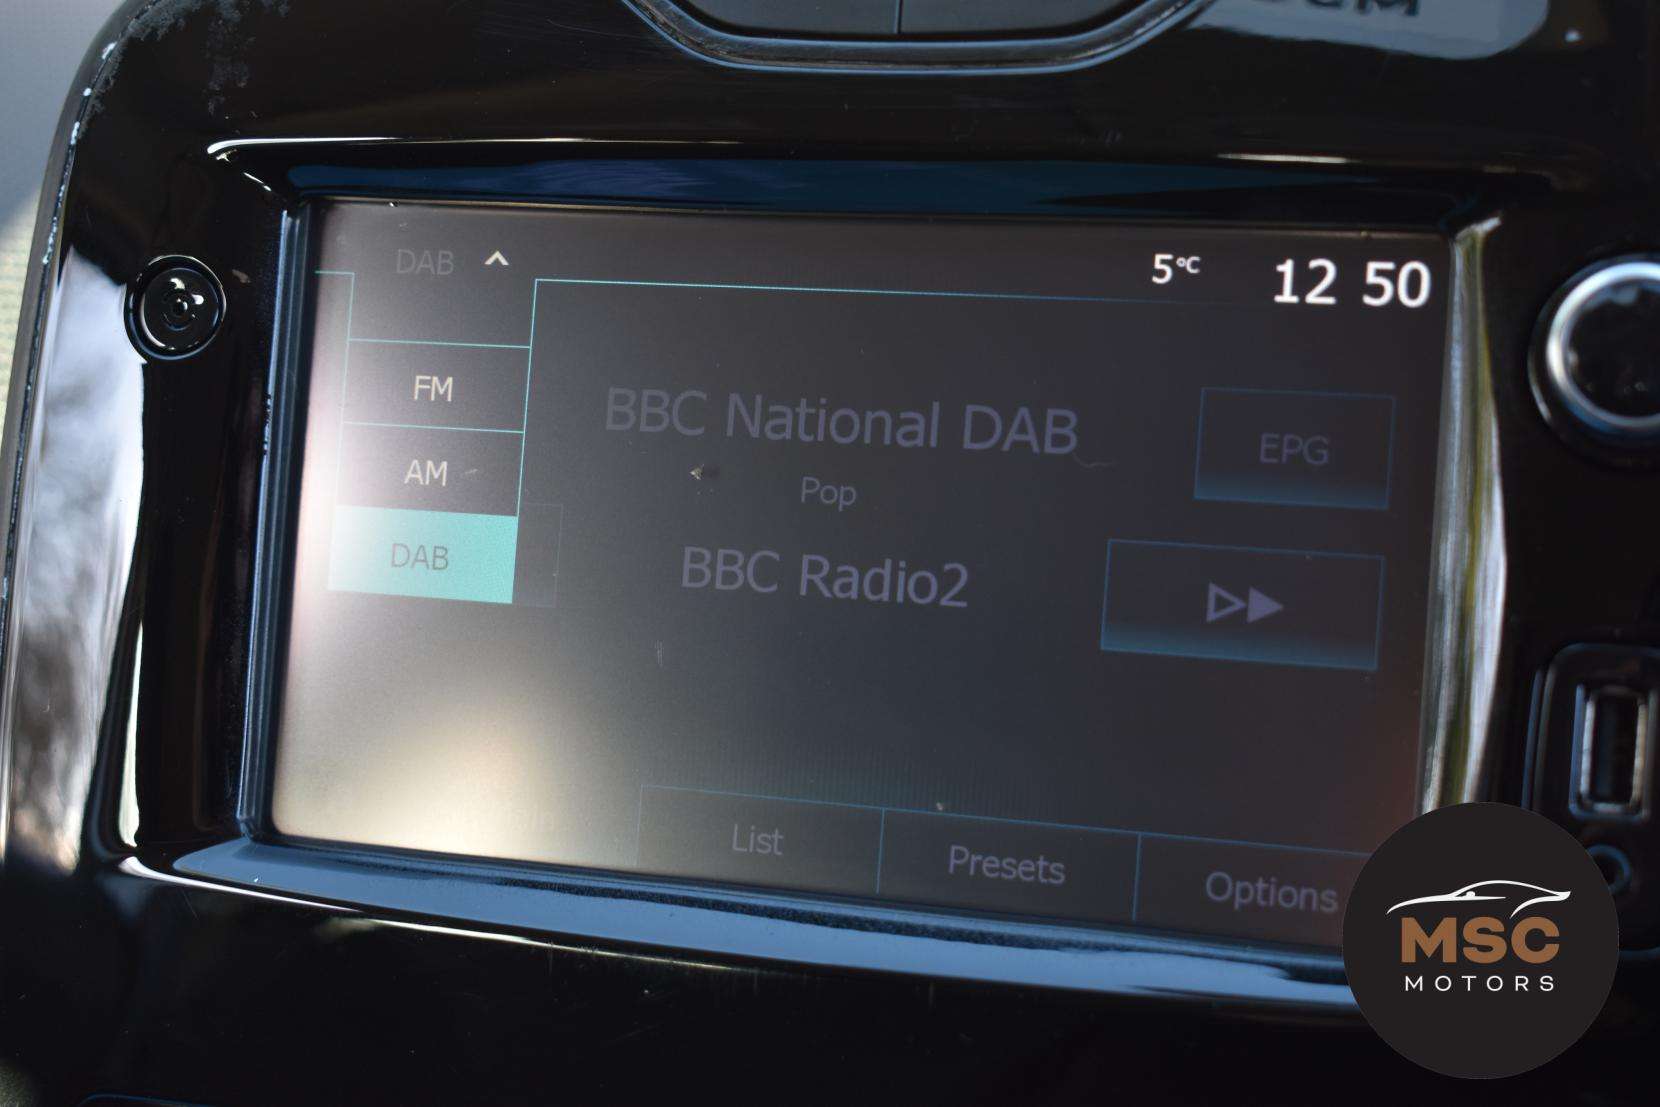 DAB
5°C
12 50
FM
AM
DAB
BBC National DAB
Pop
BBC Radio2
EPG
List
Presets
Options
MSC
MOTORS